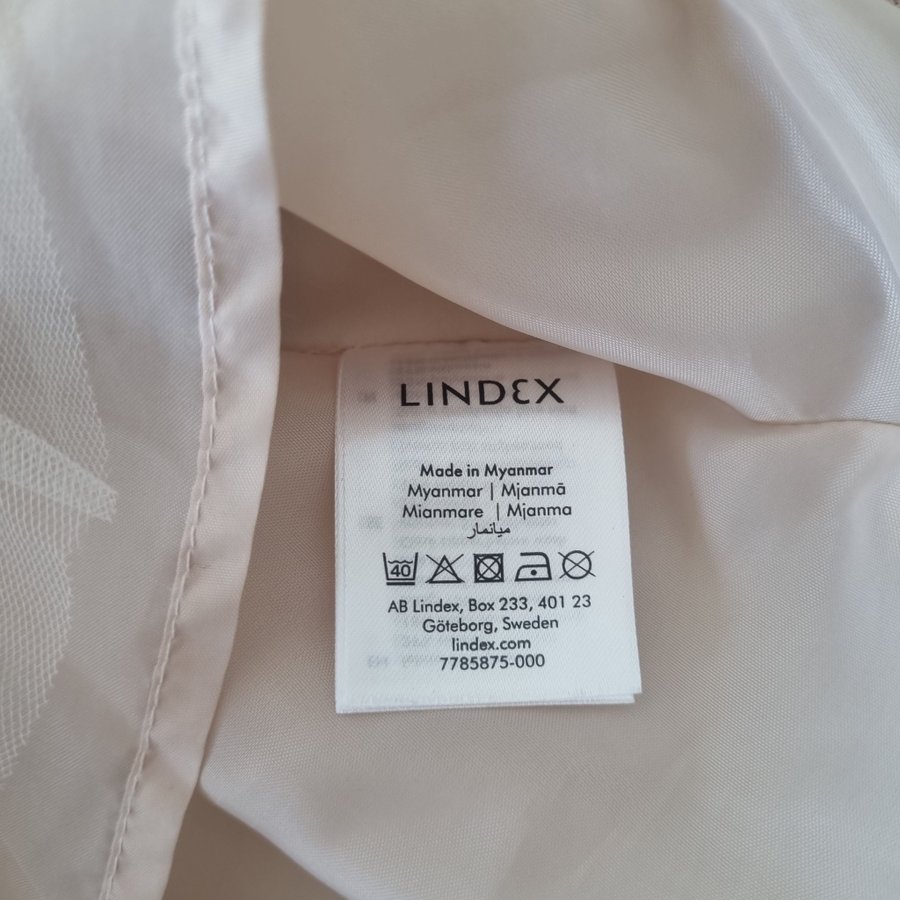 LINDEX
Made in Myanmar
Myanmar | Mjanmā
Mianmare | Mjanma
ميانمار
40
AB Lindex, Box 233, 401 23
Göteborg, Sweden
lindex.com
7785875-000